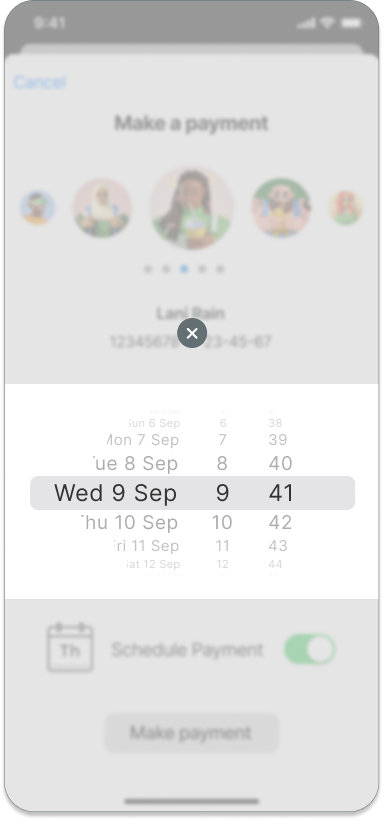 9:41
Cancel
Make a payment
Lani Rain
12345678 23-45-67
Sun 6 Sep 6 38
Mon 7 Sep 7 39
Tue 8 Sep 8 40
Wed 9 Sep 9 41
Thu 10 Sep 10 42
Fri 11 Sep 11 43
Sat 12 Sep 12 44
Th Schedule Payment
Make payment